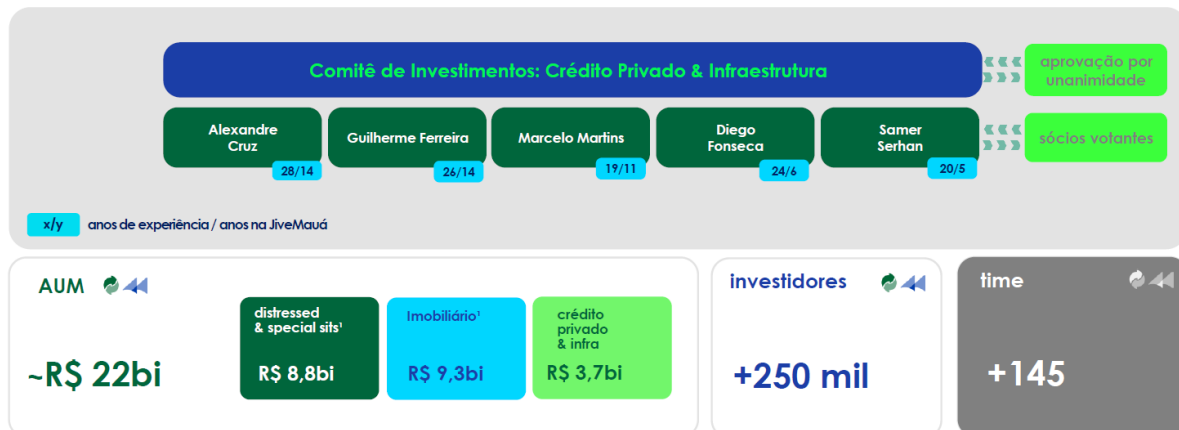 Comitê de Investimentos: Crédito Privado & Infraestrutura
aprovação por
unanimidade
Alexandre
Cruz
28/14
Guilherme Ferreira
26/14
Marcelo Martins
19/11
Diego
Fonseca
24/6
Samer
Serhan
20/5
sócios votantes
x/y
anos de experiência / anos na JiveMauá
AUM
~R$ 22bi
distressed
& special sits¹
R$ 8,8bi
Imobiliário¹
R$ 9,3bi
crédito
privado
& infra
R$ 3,7bi
investidores
+250 mil
time
+145